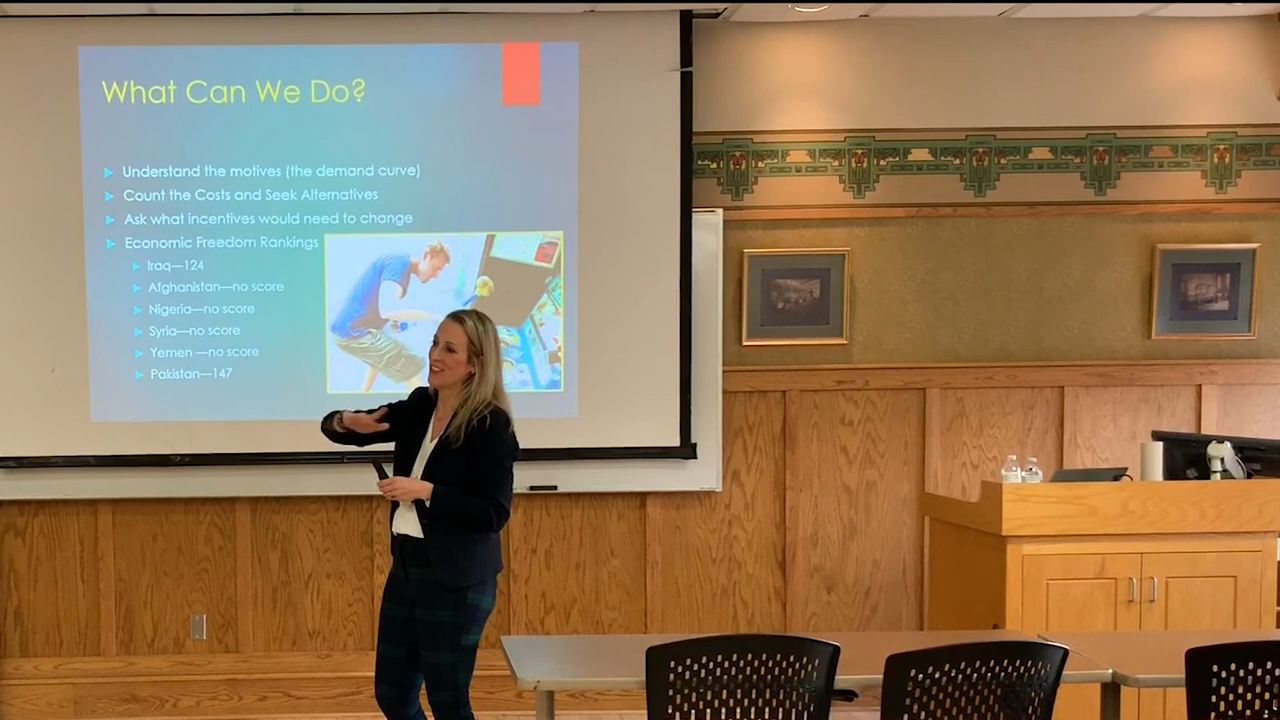 What Can We Do?
Understand the motives (the demand curve)
Count the Costs and Seek Alternatives
Ask what incentives would need to change
Economic Freedom Rankings
Iraq—124
Afghanistan—no score
Nigeria—no score
Syria—no score
Yemen —no score
Pakistan—147